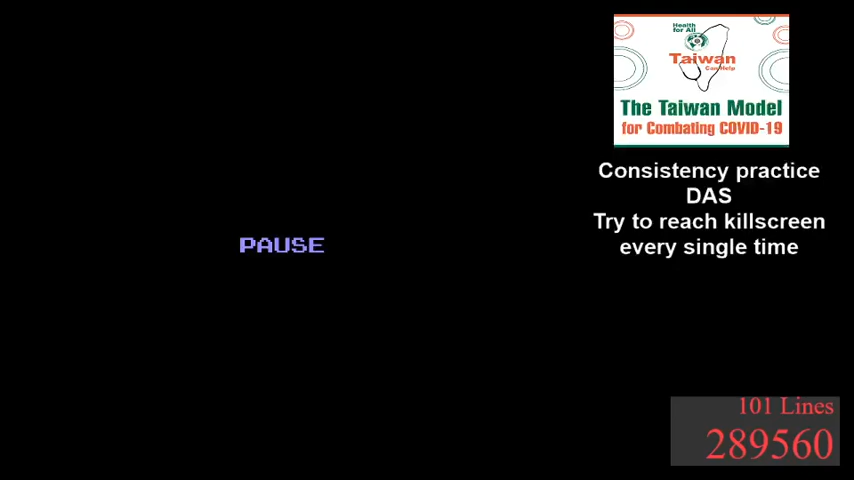 Health
for All
Taiwan
Can Help
The Taiwan Model
for Combating COVID-19
Consistency practice
DAS
Try to reach killscreen
every single time
PAUSE
101 Lines
289560